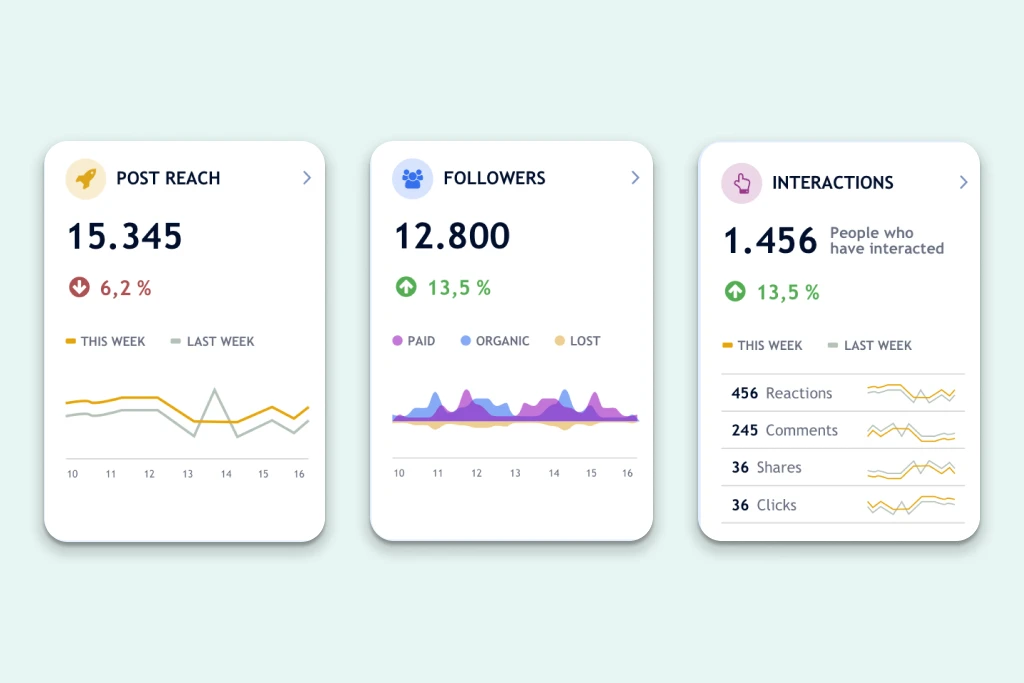 POST REACH
15.345
6,2 %
THIS WEEK LAST WEEK
10 11 12 13 14 15 16
FOLLOWERS
12.800
13,5 %
PAID ORGANIC LOST
10 11 12 13 14 15 16
INTERACTIONS
1.456 People who
have interacted
13,5 %
THIS WEEK LAST WEEK
456 Reactions
245 Comments
36 Shares
36 Clicks